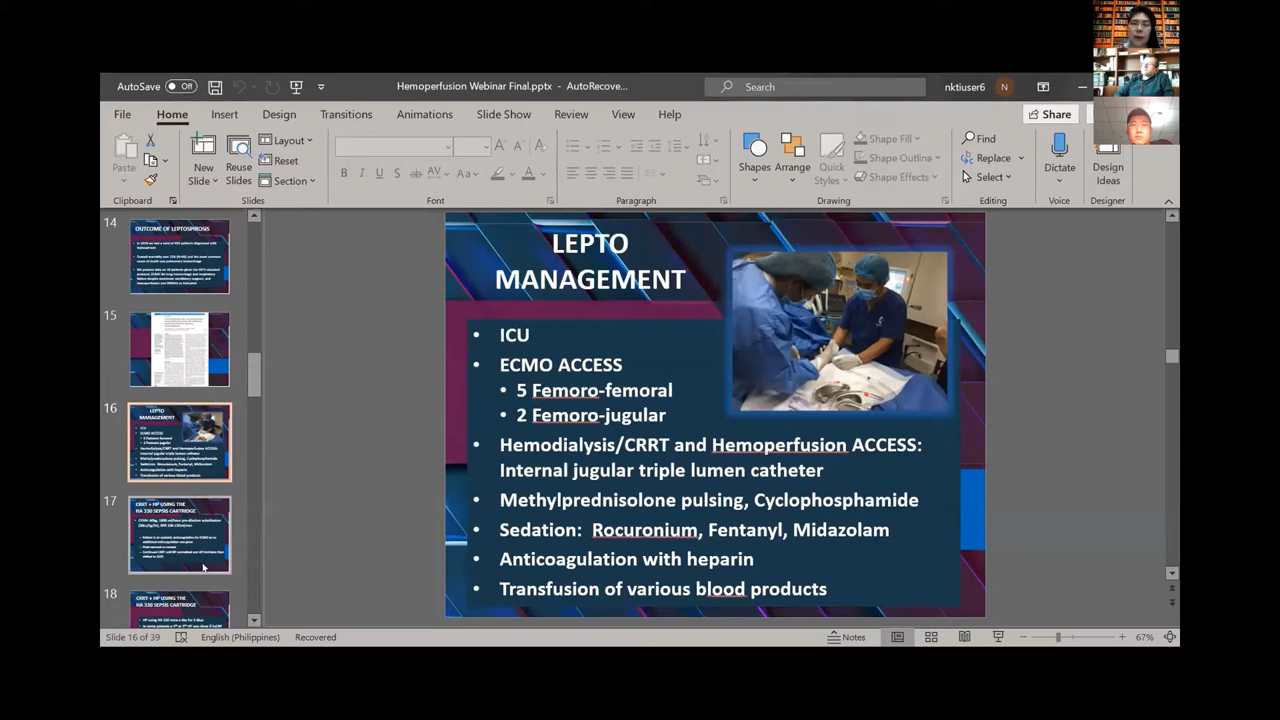 AutoSave Off
Hemoperfusion Webinar Final.pptx - AutoRecove...
Search
nktiuser6 N
File Home Insert Design Transitions Animations Slide Show Review View Help
Share
Paste
New
Slide
Reuse
Slides
Layout
Reset
Section
Shapes
Arrange
Quick
Styles
Shape Fill
Shape Outline
Shape Effects
Find
Replace
Select
Dictate
Design
Ideas
Clipboard Slides Font Paragraph Drawing Editing Voice Designer
14
OUTCOME OF LEPTOSPIROSIS
15
16
LEPTO
MANAGEMENT
17
CRRT + HP USING THE
HA 330 SEPSIS CARTRIDGE
18
CRRT + HP USING THE
HA 330 SEPSIS CARTRIDGE
LEPTO
MANAGEMENT
• ICU
• ECMO ACCESS
• 5 Femoro-femoral
• 2 Femoro-jugular
• Hemodialysis/CRRT and Hemoperfusion ACCESS:
Internal jugular triple lumen catheter
• Methylprednisolone pulsing, Cyclophosphamide
• Sedation: Rocuronium, Fentanyl, Midazolam
• Anticoagulation with heparin
• Transfusion of various blood products
Slide 16 of 39 English (Philippines) Recovered
Notes
67%